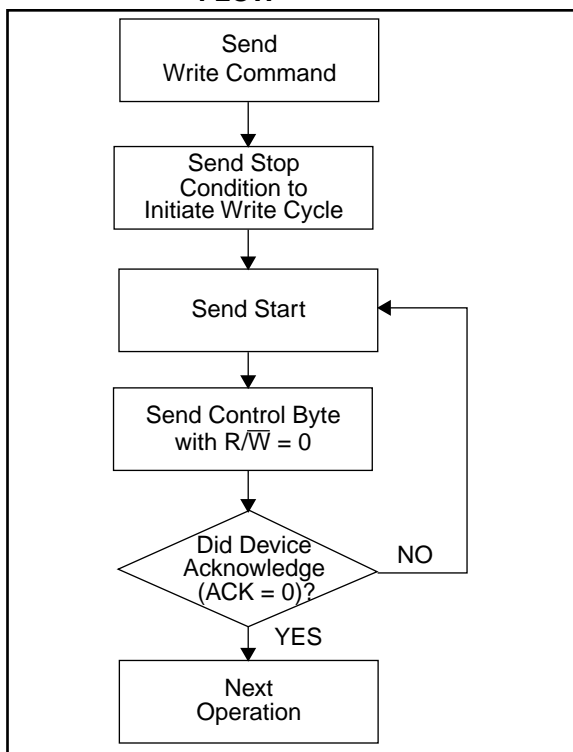 Send
Write Command
Send Stop
Condition to
Initiate Write Cycle
Send Start
Send Control Byte
with R/W̅ = 0
Did Device
Acknowledge
(ACK = 0)?
NO
YES
Next
Operation